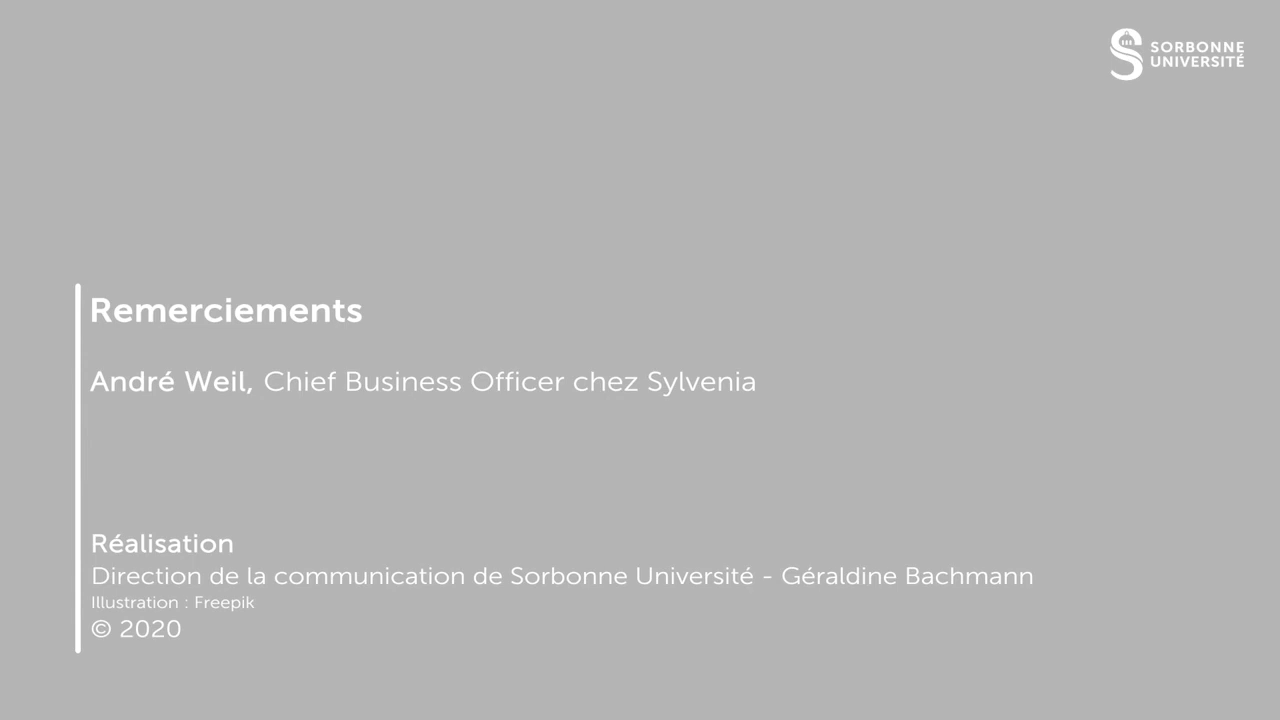 SORBONNE
UNIVERSITÉ
Remerciements
André Weil, Chief Business Officer chez Sylvenia
Réalisation
Direction de la communication de Sorbonne Université - Géraldine Bachmann
Illustration : Freepik
© 2020